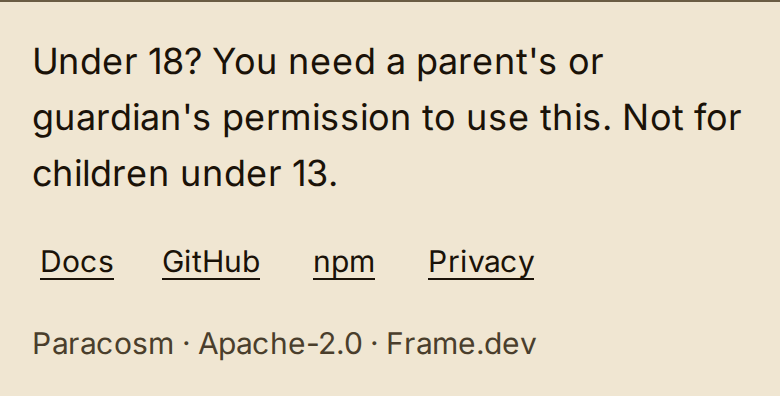 Under 18? You need a parent's or
guardian's permission to use this. Not for
children under 13.
Docs GitHub npm Privacy
Paracosm · Apache-2.0 · Frame.dev